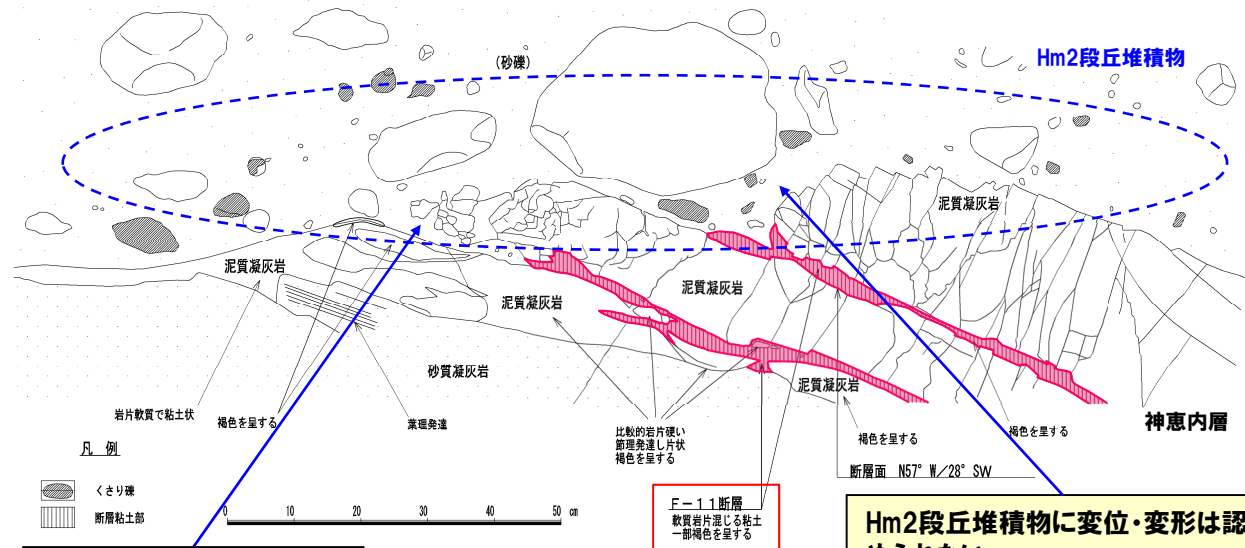 (砂礫)
Hm2段丘堆積物
泥質凝灰岩
泥質凝灰岩
泥質凝灰岩
泥質凝灰岩
砂質凝灰岩
泥質凝灰岩
岩片軟質で粘土状
褐色を呈する
葉理発達
比較的岩片硬い
節理発達し片状
褐色を呈する
褐色を呈する
褐色を呈する
神恵内層
断層面 N57°W/28°SW
凡 例
くさり礫
断層粘土部
0 10 20 30 40 50 cm
F-11断層
軟質岩片混じる粘土
一部褐色を呈する
Hm2段丘堆積物に変位・変形は認